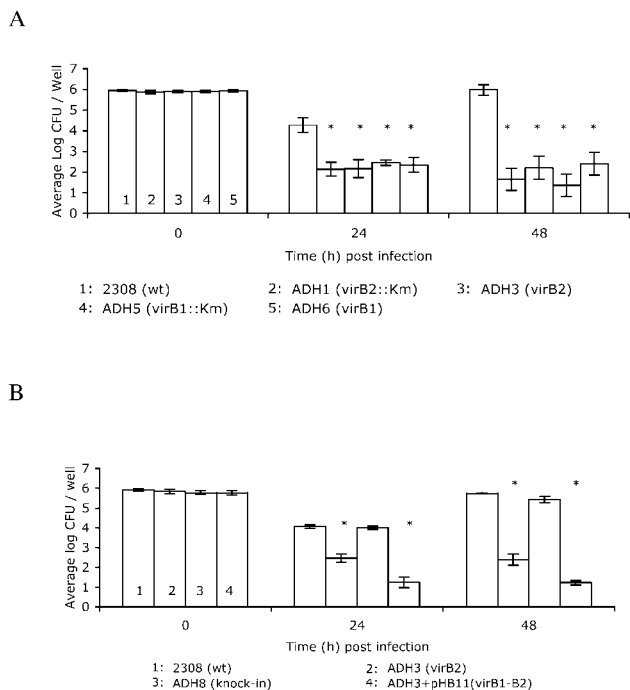 A
Average Log CFU / Well
7
6
5
4
3
2
1
0
1 2 3 4 5
* * * *
* * * *
0 24 48
Time (h) post infection
1: 2308 (wt) 2: ADH1 (virB2::Km) 3: ADH3 (virB2)
4: ADH5 (virB1::Km) 5: ADH6 (virB1)
B
Average log CFU / well
7
6
5
4
3
2
1
0
1 2 3 4
* *
* *
0 24 48
Time (h) post infection
1: 2308 (wt) 2: ADH3 (virB2)
3: ADH8 (knock-in) 4: ADH3+pHB11(virB1-B2)